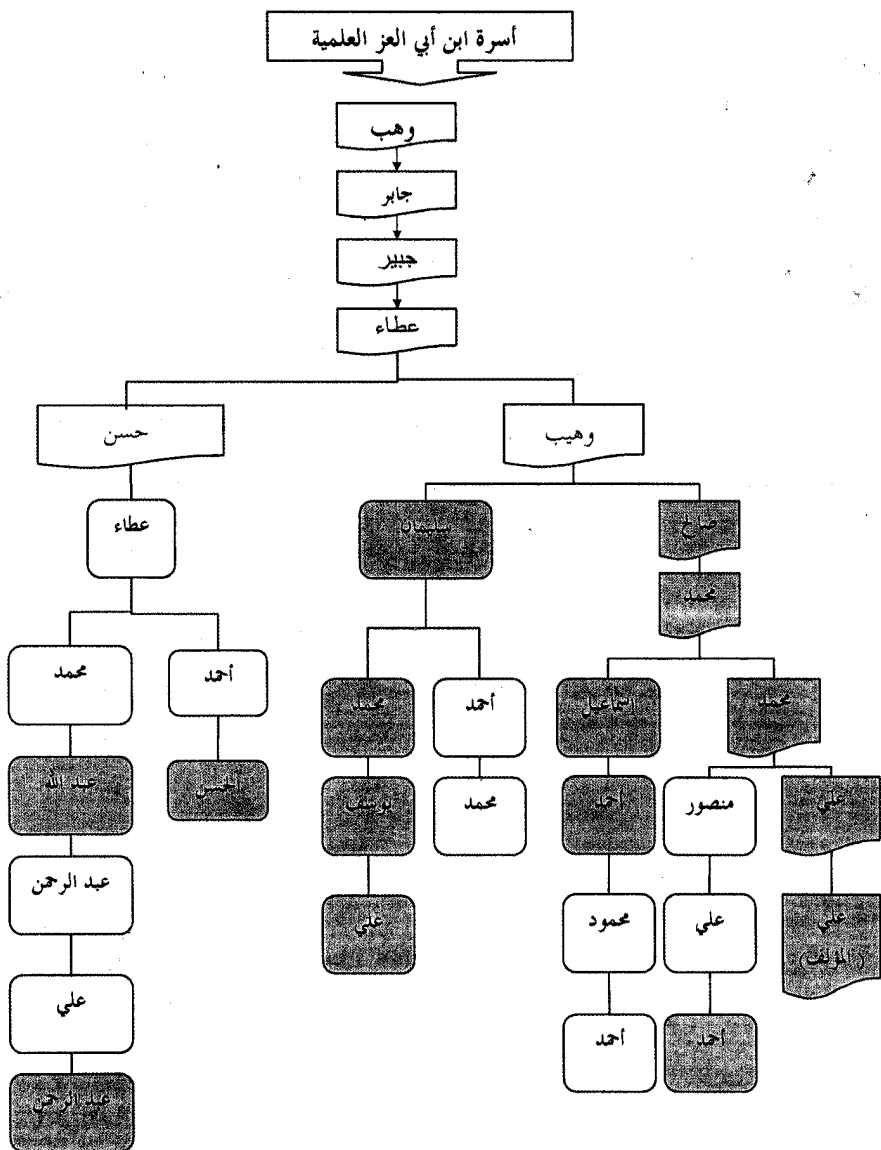 أسرة ابن أبي العز العلمية
وهب
جابر
جبير
عطاء
وهيب
حسن
صالح
سليمان
عطاء
محمد
أحمد
محمد
محمد
اسماعيل
أحمد
محمد
علي
منصور
أحمد
محمد
يوسف
الحسن
عبد الله
علي
(المؤلف)
علي
محمود
علي
عبد الرحمن
أحمد
أحمد
علي
عبد الرحمن